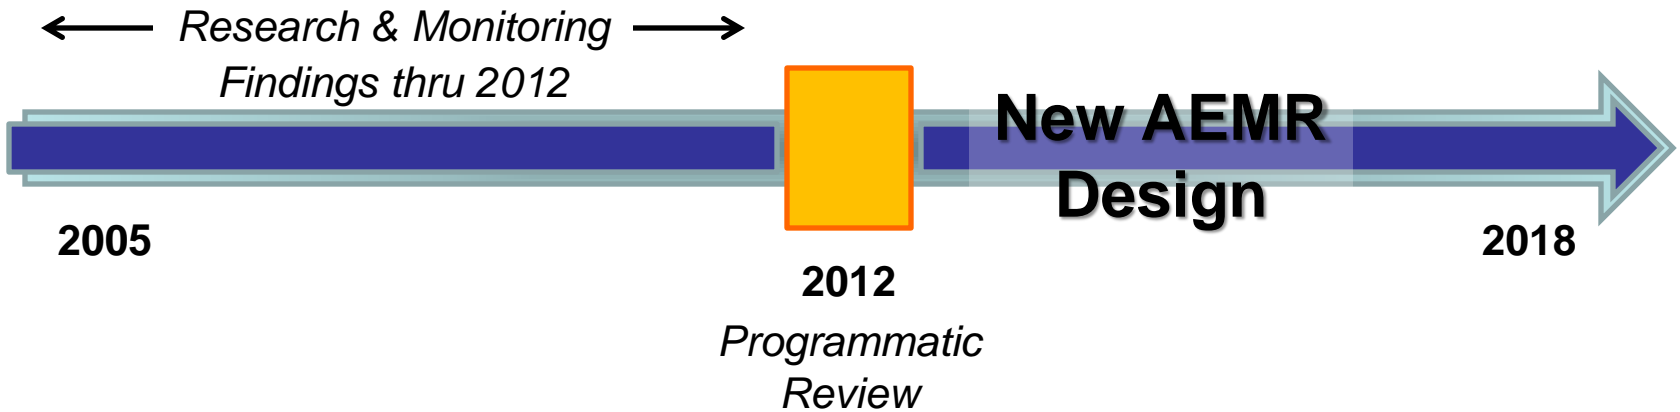 Research & Monitoring
Findings thru 2012
New AEMR
Design
2005
2018
2012
Programmatic
Review